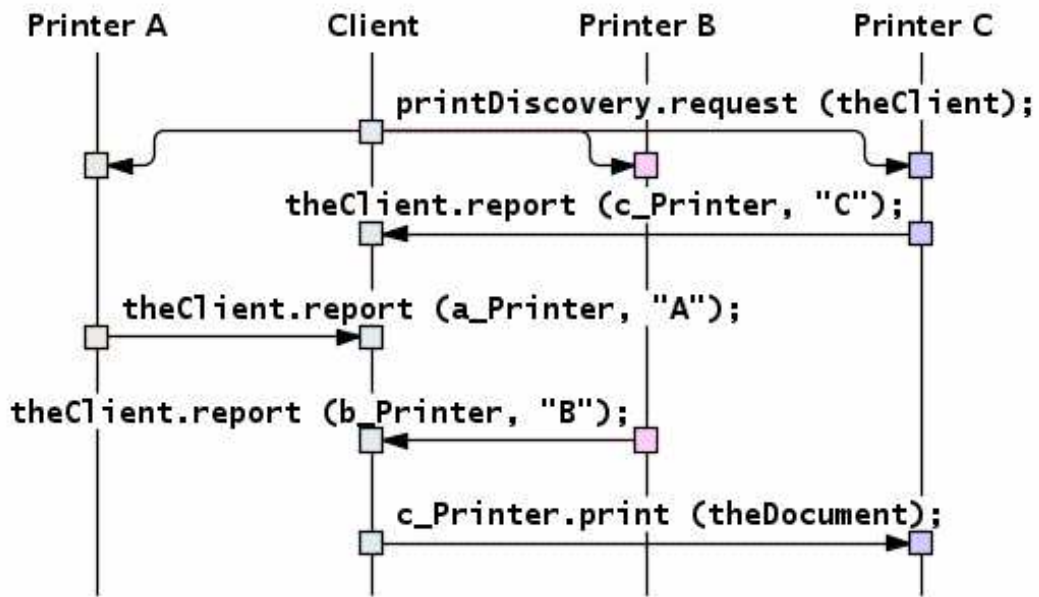 Printer A Client Printer B Printer C
printDiscovery.request (theClient);
theClient.report (c_Printer, "C");
theClient.report (a_Printer, "A");
theClient.report (b_Printer, "B");
c_Printer.print (theDocument);